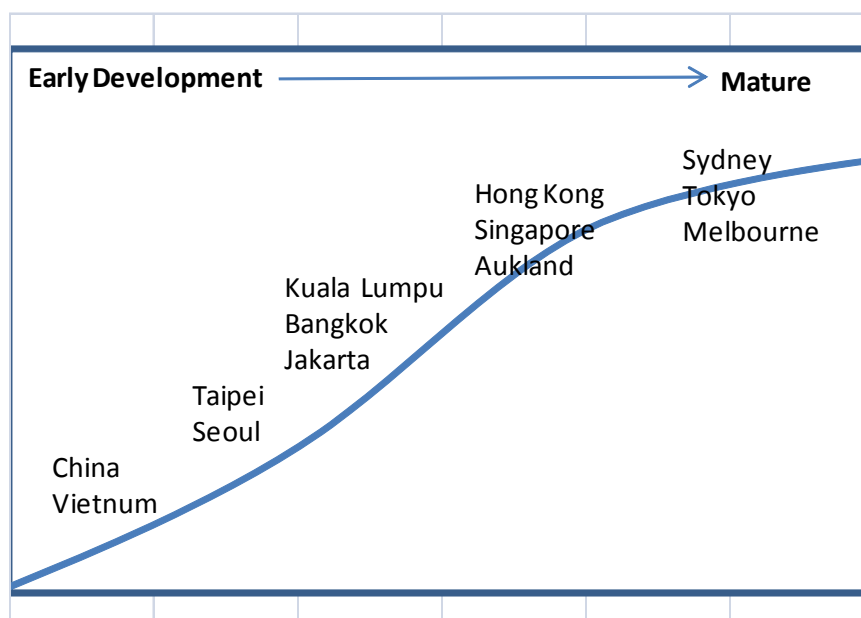 Early Development
Mature
Sydney
Tokyo
Melbourne
Hong Kong
Singapore
Aukland
Kuala Lumpu
Bangkok
Jakarta
Taipei
Seoul
China
Vietnum